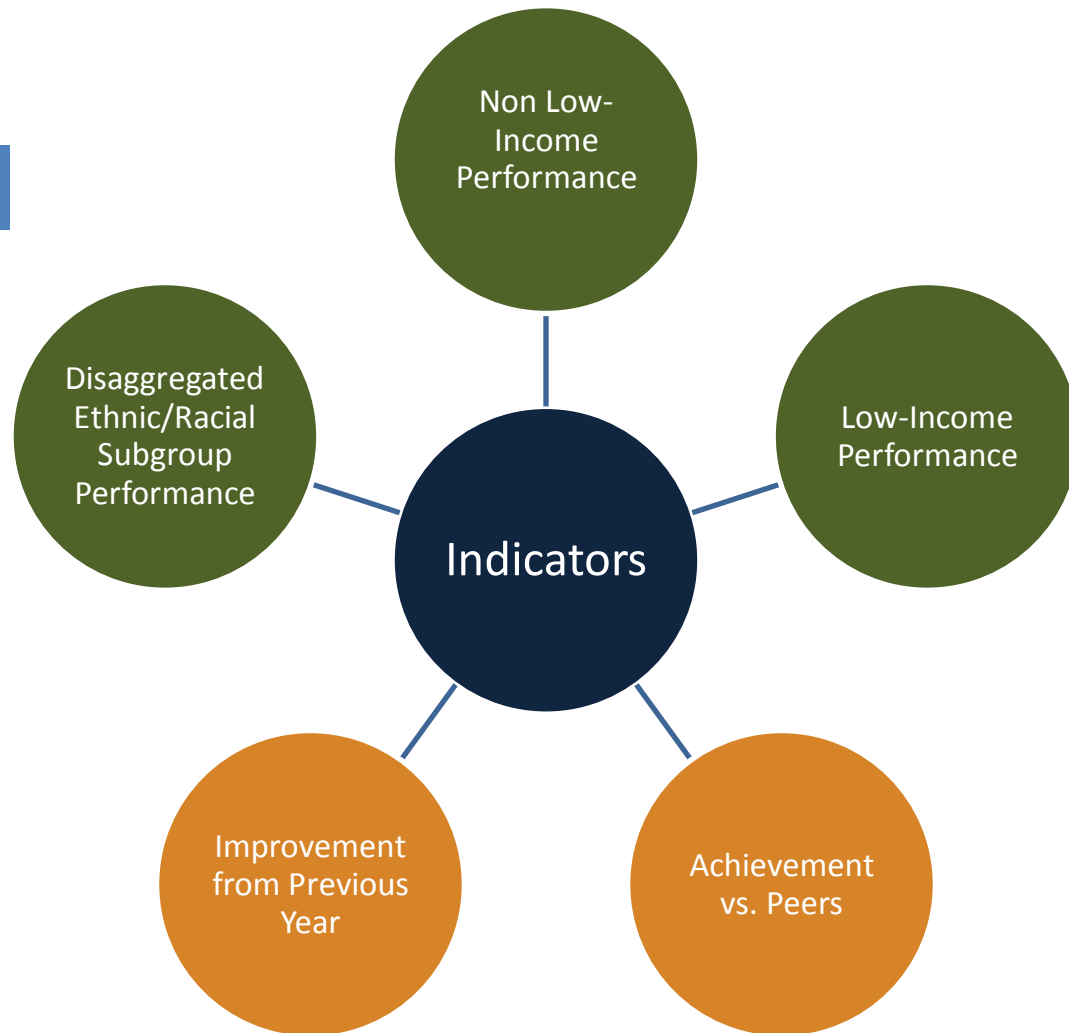 Non Low-
Income
Performance
Disaggregated
Ethnic/Racial
Subgroup
Performance
Low-Income
Performance
Indicators
Improvement
from Previous
Year
Achievement
vs. Peers